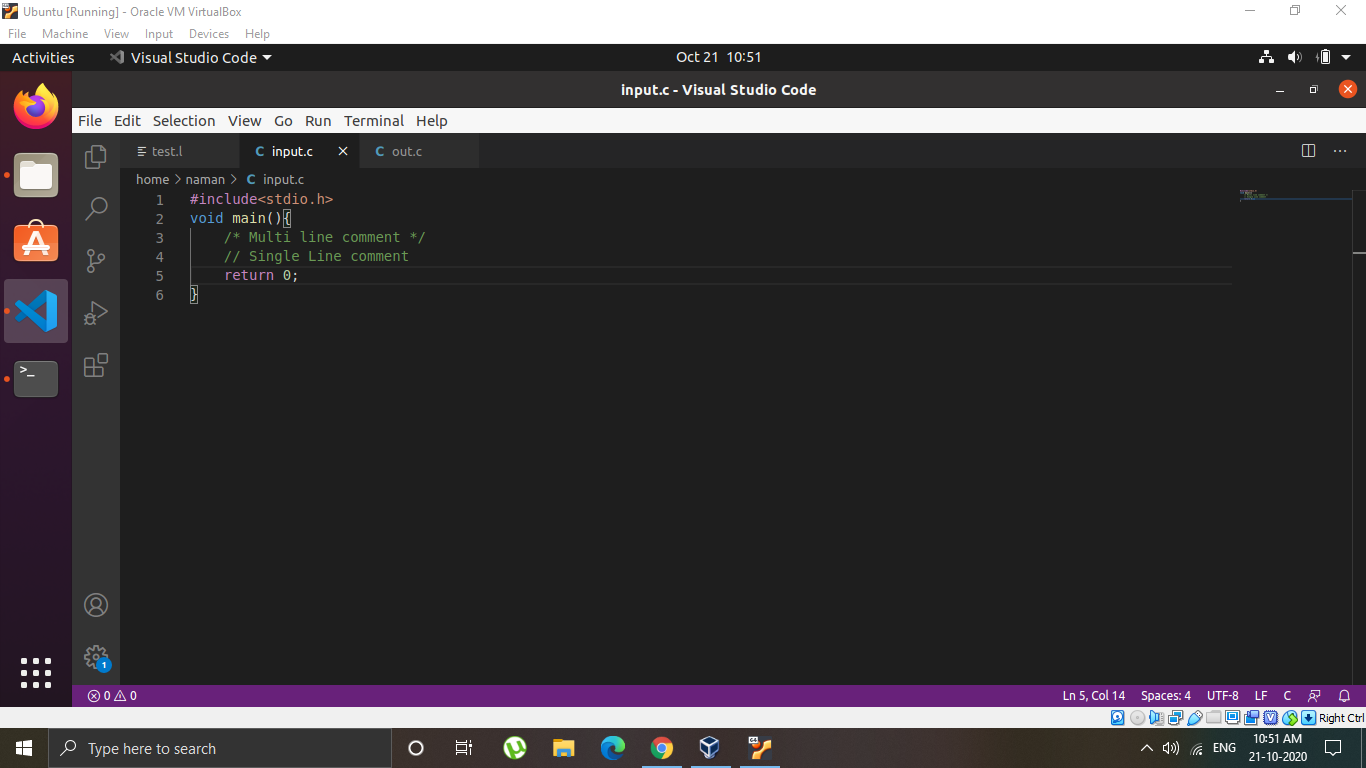 Ubuntu [Running] - Oracle VM VirtualBox
File Machine View Input Devices Help
Activities Visual Studio Code Oct 21 10:51
input.c - Visual Studio Code
File Edit Selection View Go Run Terminal Help
test.l C input.c C out.c
home > naman > C input.c
1 #include<stdio.h>
2 void main(){
3     /* Multi line comment */
4     // Single Line comment
5     return 0;
6 }
1
0 0 Ln 5, Col 14 Spaces: 4 UTF-8 LF C
Right Ctrl
Type here to search ENG 10:51 AM
21-10-2020